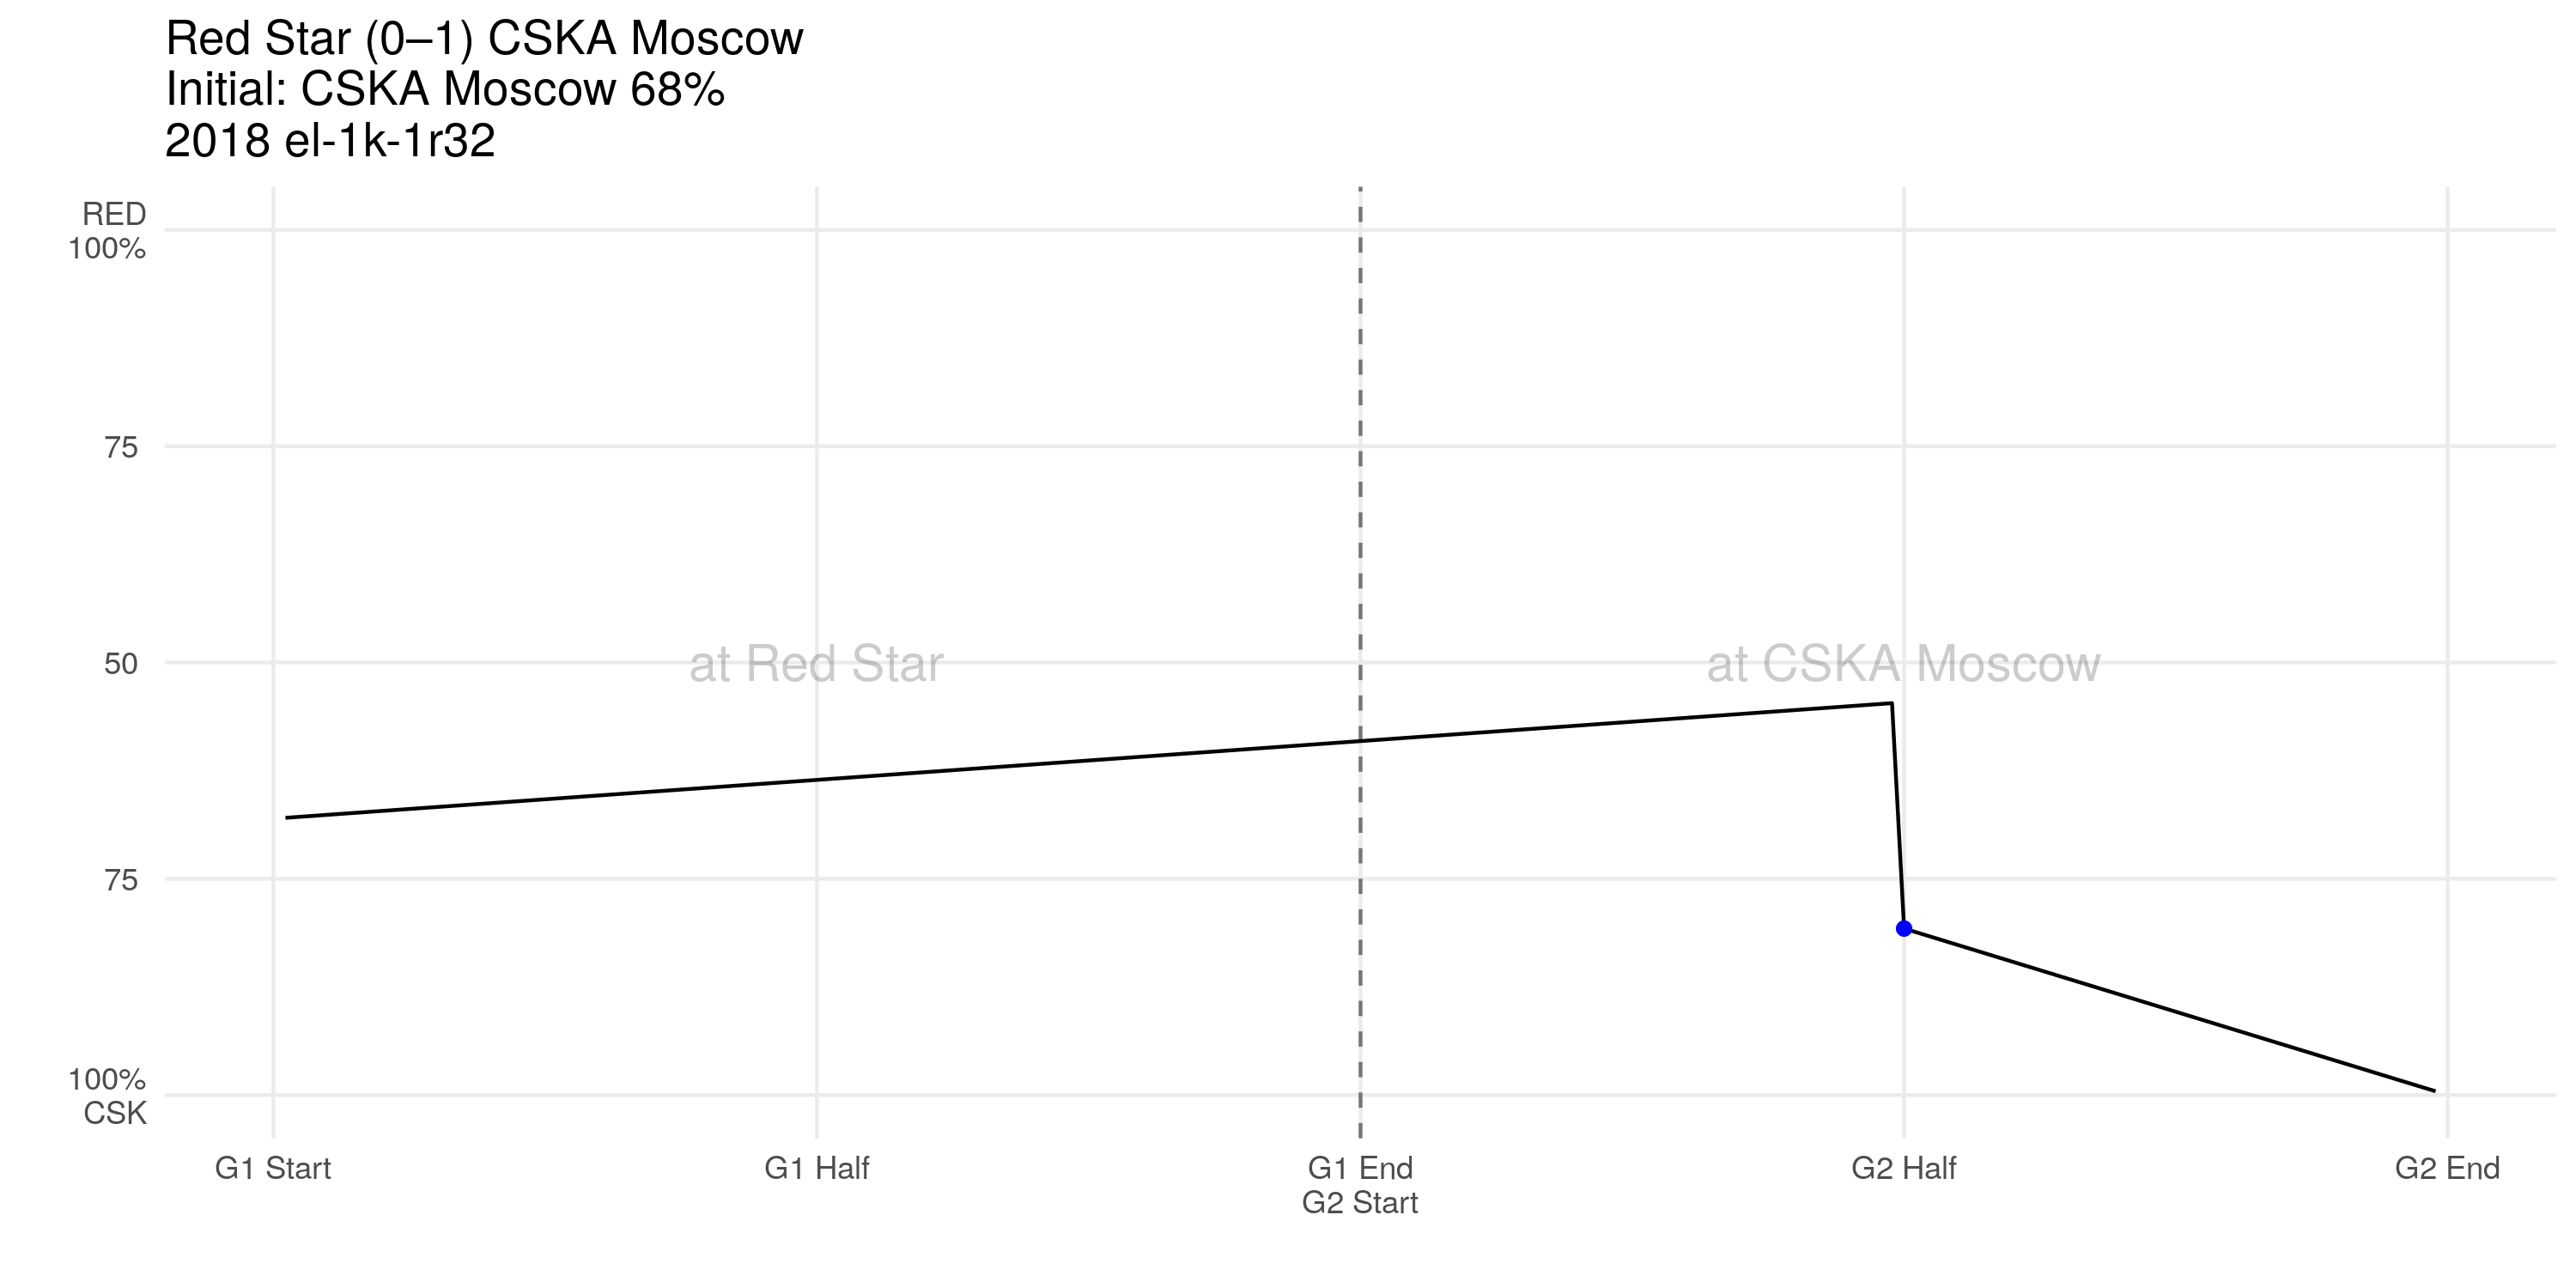 Red Star (0–1) CSKA Moscow
Initial: CSKA Moscow 68%
2018 el-1k-1r32
RED
100%
75
50
75
100%
CSK
at Red Star
at CSKA Moscow
G1 Start
G1 Half
G1 End
G2 Start
G2 Half
G2 End